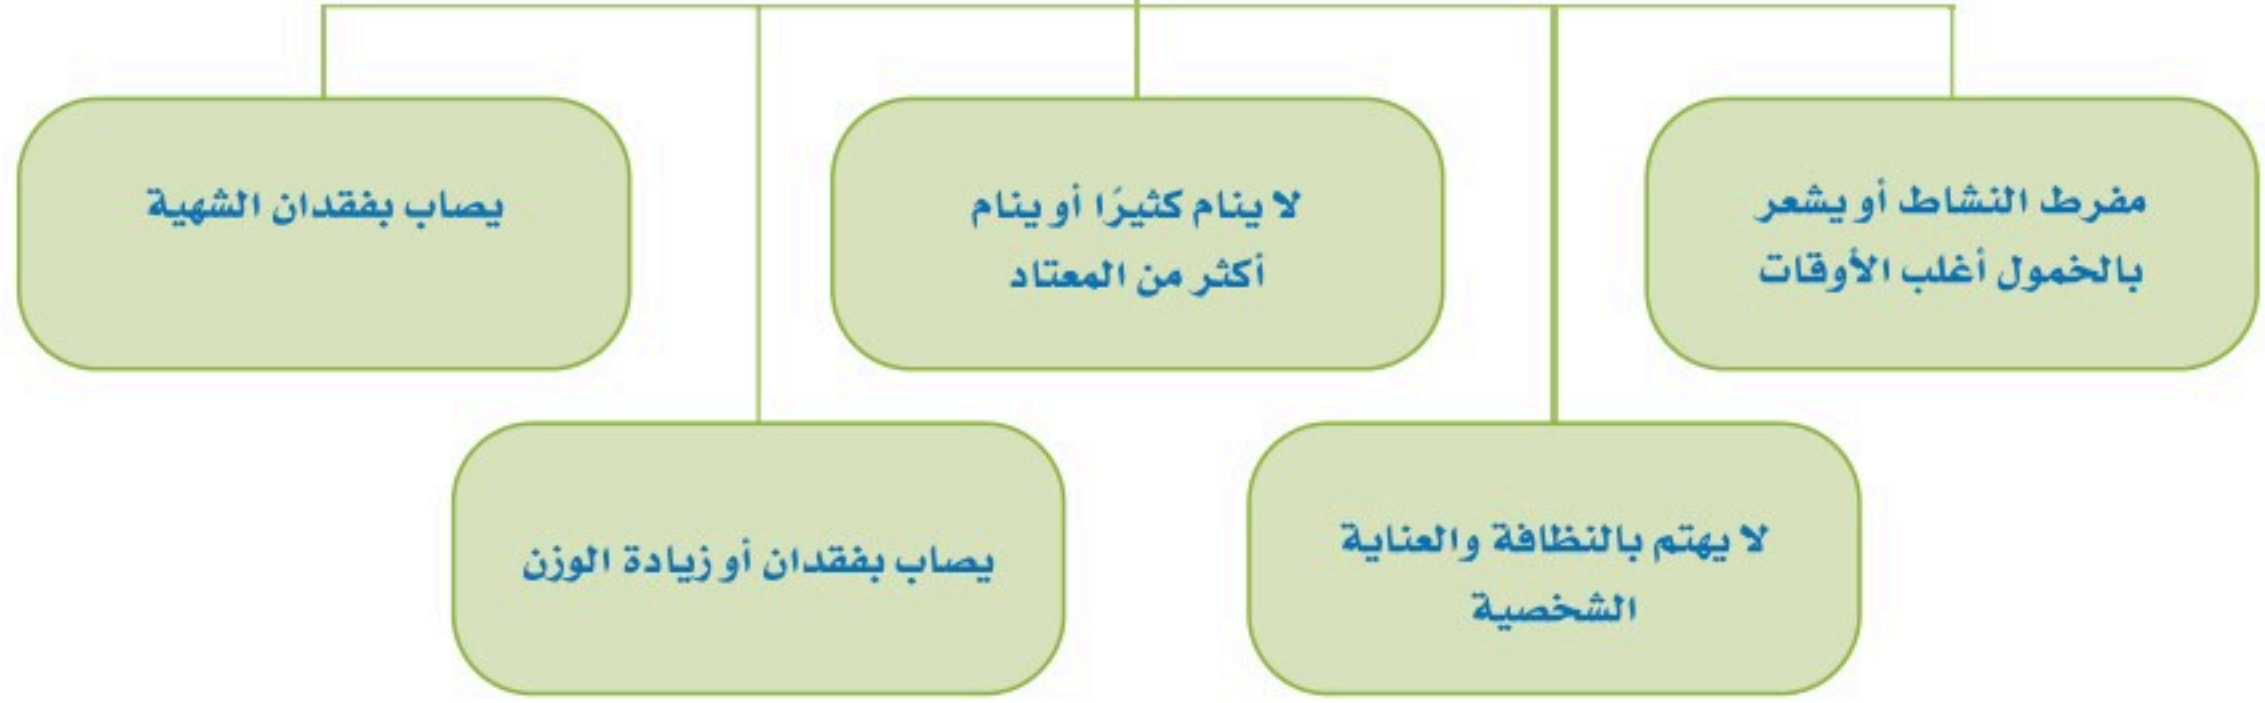 مفرط النشاط أو يشعر
بالخمول أغلب الأوقات
لا ينام كثيرًا أو ينام
أكثر من المعتاد
يصاب بفقدان الشهية
لا يهتم بالنظافة والعناية
الشخصية
يصاب بفقدان أو زيادة الوزن